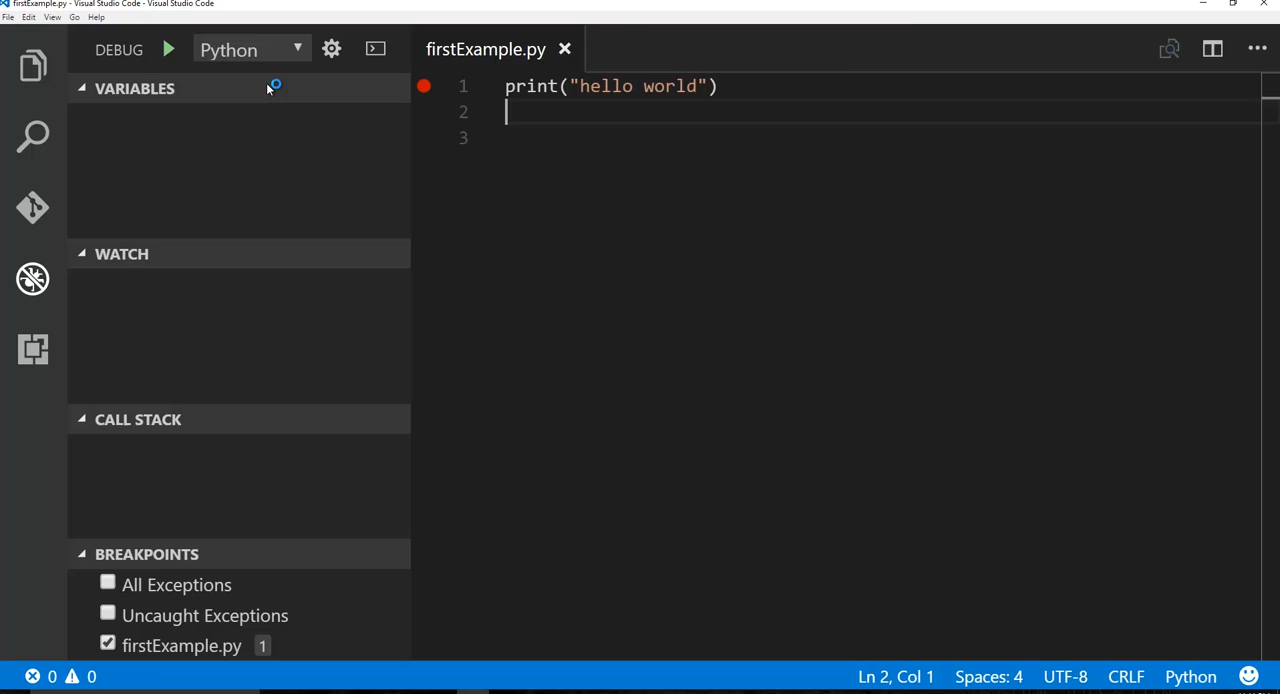 firstExample.py - Visual Studio Code - Visual Studio Code
File Edit View Go Help
DEBUG Python
firstExample.py
VARIABLES
1 print("hello world")
2
3
WATCH
CALL STACK
BREAKPOINTS
All Exceptions
Uncaught Exceptions
firstExample.py 1
0 0 Ln 2, Col 1 Spaces: 4 UTF-8 CRLF Python